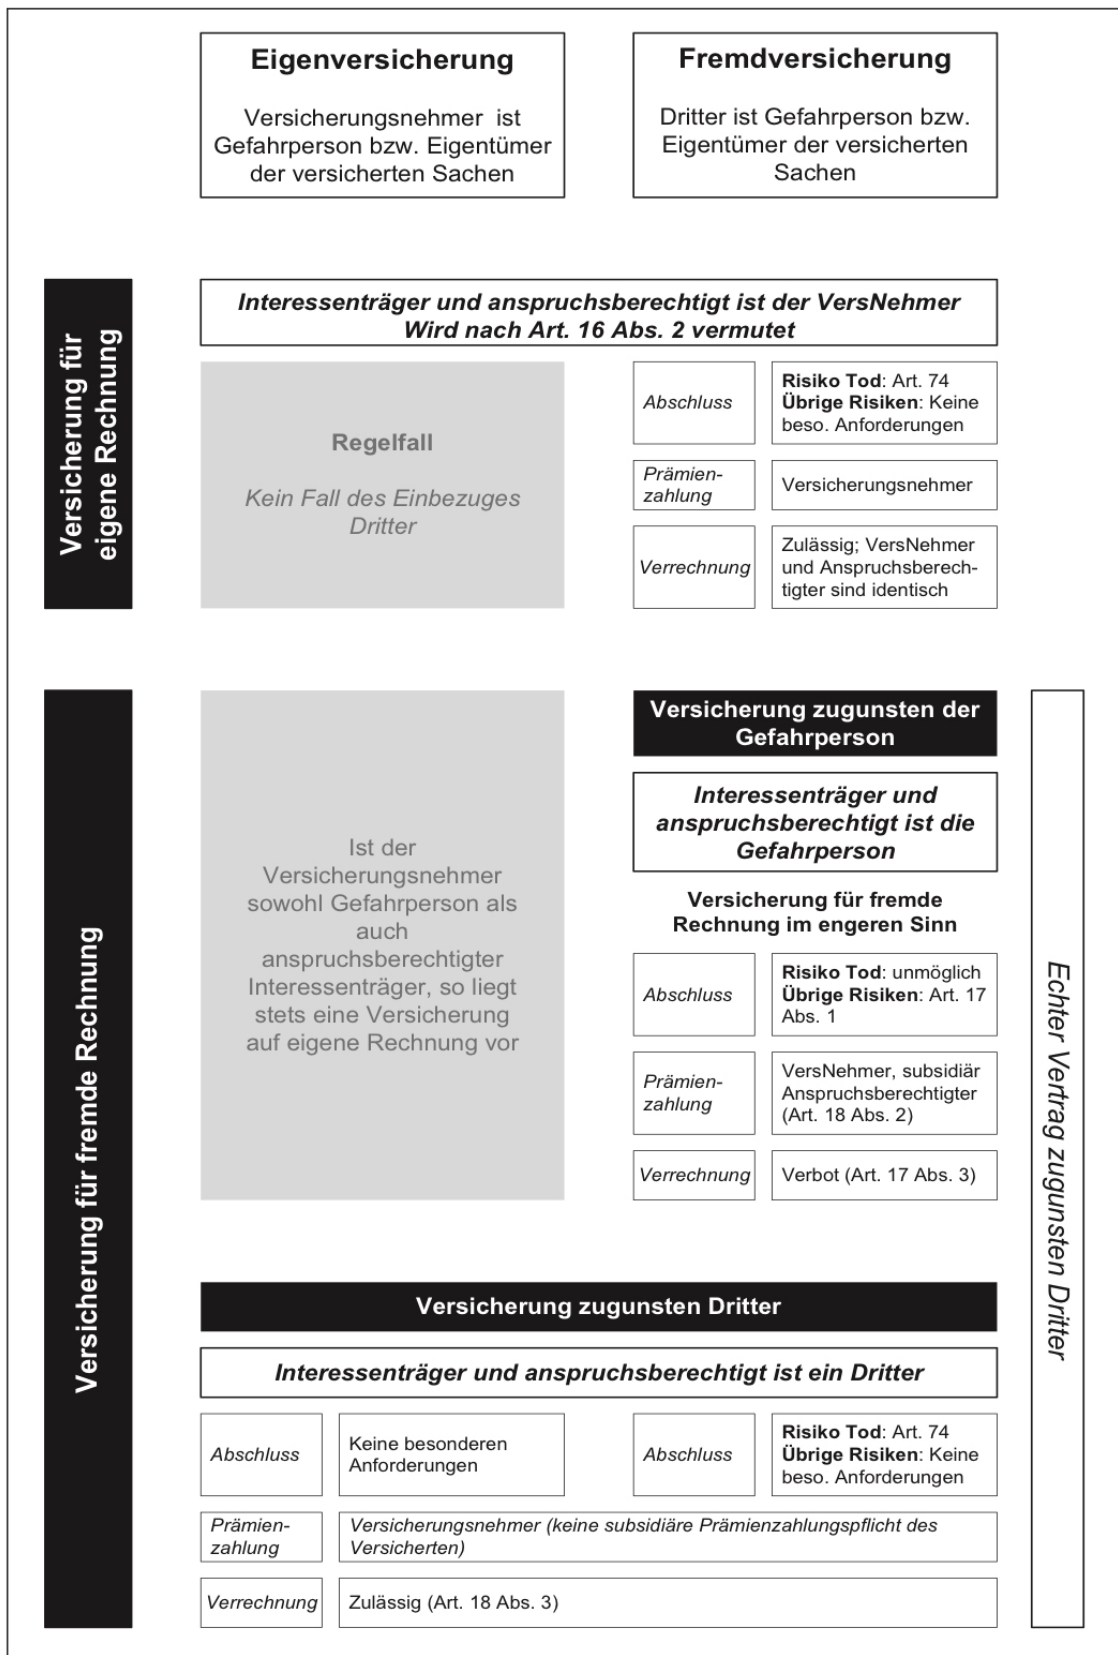 Eigenversicherung
Versicherungsnehmer ist
Gefahrperson bzw. Eigentümer
der versicherten Sachen
Fremdversicherung
Dritter ist Gefahrperson bzw.
Eigentümer der versicherten
Sachen
Versicherung für
eigene Rechnung
Interessenträger und anspruchsberechtigt ist der VersNehmer
Wird nach Art. 16 Abs. 2 vermutet
Regelfall
Kein Fall des Einbezuges
Dritter
Abschluss
Risiko Tod: Art. 74
Übrige Risiken: Keine
beso. Anforderungen
Prämien-
zahlung
Versicherungsnehmer
Verrechnung
Zulässig; VersNehmer
und Anspruchsberech-
tigter sind identisch
Versicherung für fremde Rechnung
Ist der
Versicherungsnehmer
sowohl Gefahrperson als
auch
anspruchsberechtigter
Interessenträger, so liegt
stets eine Versicherung
auf eigene Rechnung vor
Versicherung zugunsten der
Gefahrperson
Interessenträger und
anspruchsberechtigt ist die
Gefahrperson
Versicherung für fremde
Rechnung im engeren Sinn
Abschluss
Risiko Tod: unmöglich
Übrige Risiken: Art. 17
Abs. 1
Prämien-
zahlung
VersNehmer, subsidiär
Anspruchsberechtigter
(Art. 18 Abs. 2)
Verrechnung
Verbot (Art. 17 Abs. 3)
Echter Vertrag zugunsten Dritter
Versicherung zugunsten Dritter
Interessenträger und anspruchsberechtigt ist ein Dritter
Abschluss
Keine besonderen
Anforderungen
Abschluss
Risiko Tod: Art. 74
Übrige Risiken: Keine
beso. Anforderungen
Prämien-
zahlung
Versicherungsnehmer (keine subsidiäre Prämienzahlungspflicht des
Versicherten)
Verrechnung
Zulässig (Art. 18 Abs. 3)